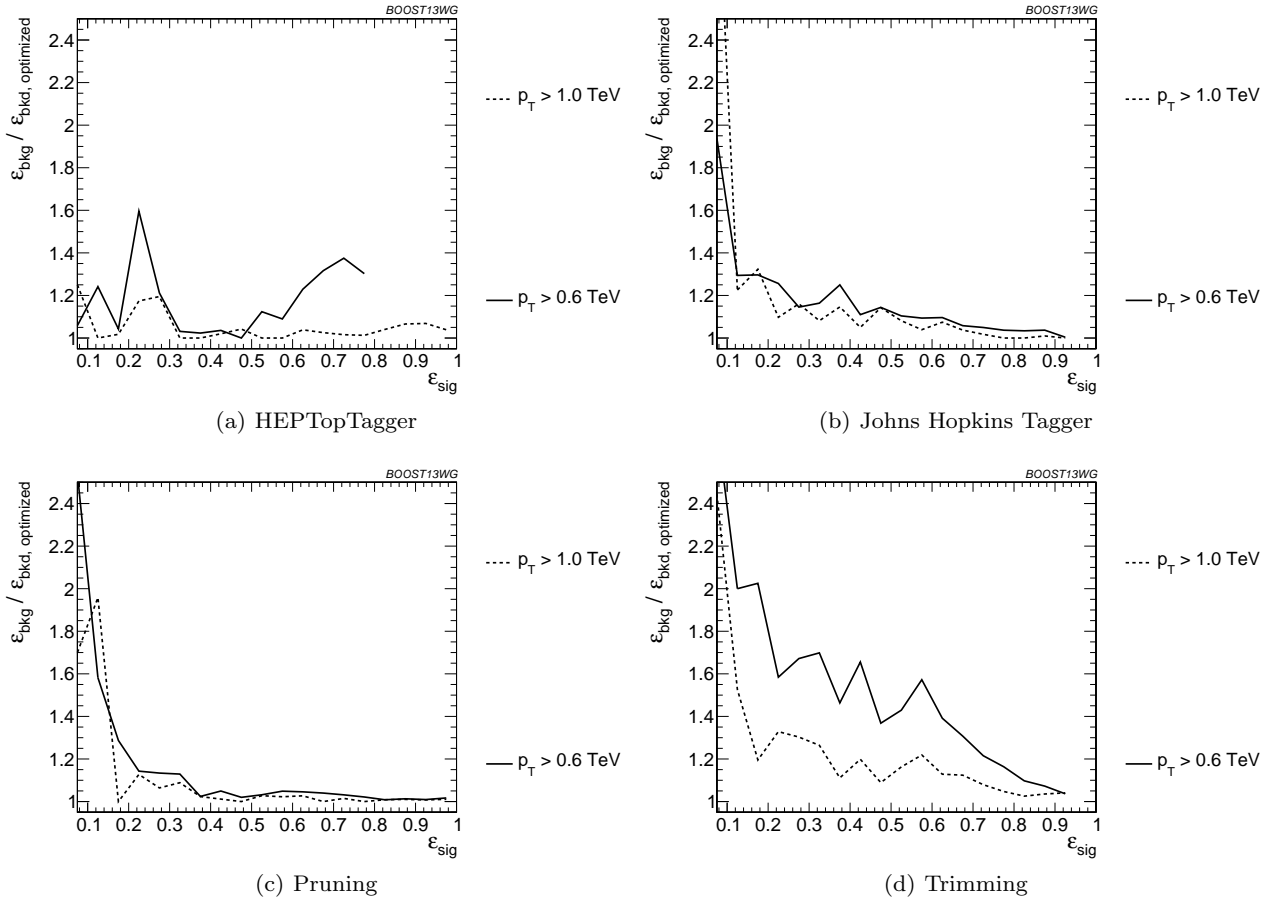 BOOST13WG
ε_bkg / ε_bkd, optimized
2.4
2.2
2
1.8
1.6
1.4
1.2
1
0.1 0.2 0.3 0.4 0.5 0.6 0.7 0.8 0.9 1
ε_sig
p_T > 1.0 TeV
p_T > 0.6 TeV
(a) HEPTopTagger
BOOST13WG
ε_bkg / ε_bkd, optimized
2.4
2.2
2
1.8
1.6
1.4
1.2
1
0.1 0.2 0.3 0.4 0.5 0.6 0.7 0.8 0.9 1
ε_sig
p_T > 1.0 TeV
p_T > 0.6 TeV
(b) Johns Hopkins Tagger
BOOST13WG
ε_bkg / ε_bkd, optimized
2.4
2.2
2
1.8
1.6
1.4
1.2
1
0.1 0.2 0.3 0.4 0.5 0.6 0.7 0.8 0.9 1
ε_sig
p_T > 1.0 TeV
p_T > 0.6 TeV
(c) Pruning
BOOST13WG
ε_bkg / ε_bkd, optimized
2.4
2.2
2
1.8
1.6
1.4
1.2
1
0.1 0.2 0.3 0.4 0.5 0.6 0.7 0.8 0.9 1
ε_sig
p_T > 1.0 TeV
p_T > 0.6 TeV
(d) Trimming